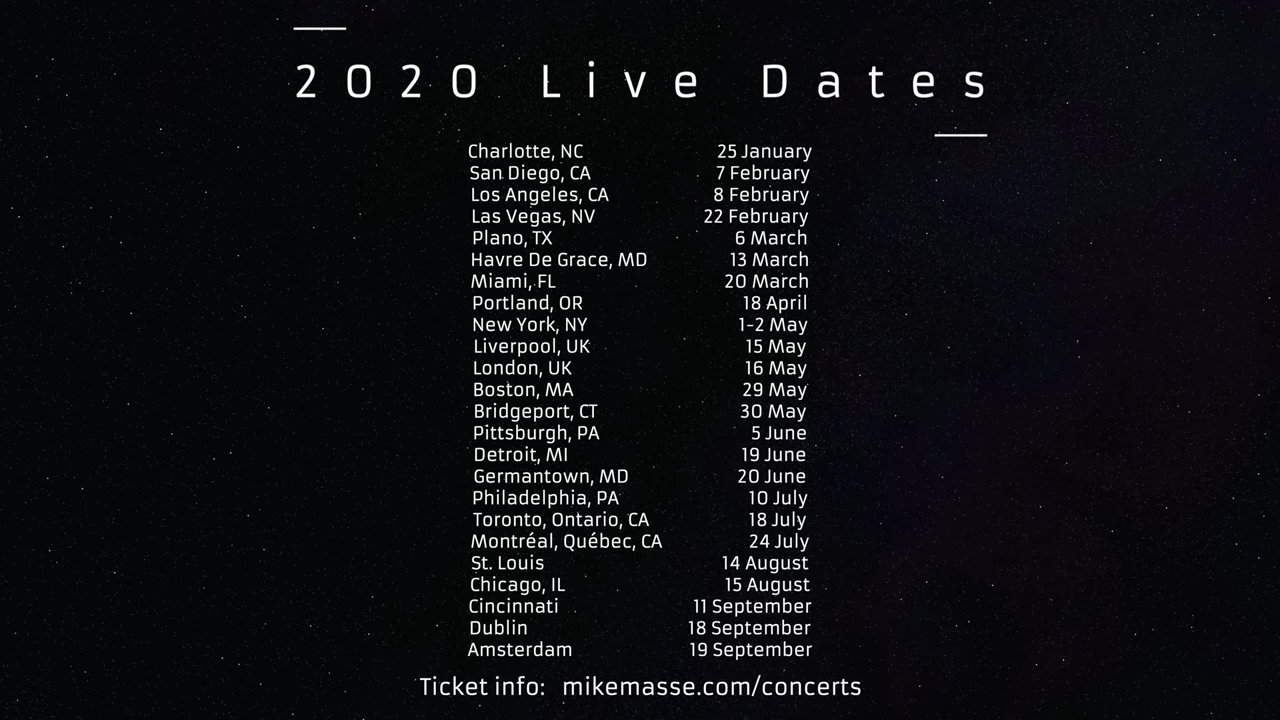 2020 Live Dates
Charlotte, NC 25 January
San Diego, CA 7 February
Los Angeles, CA 8 February
Las Vegas, NV 22 February
Plano, TX 6 March
Havre De Grace, MD 13 March
Miami, FL 20 March
Portland, OR 18 April
New York, NY 1-2 May
Liverpool, UK 15 May
London, UK 16 May
Boston, MA 29 May
Bridgeport, CT 30 May
Pittsburgh, PA 5 June
Detroit, MI 19 June
Germantown, MD 20 June
Philadelphia, PA 10 July
Toronto, Ontario, CA 18 July
Montréal, Québec, CA 24 July
St. Louis 14 August
Chicago, IL 15 August
Cincinnati 11 September
Dublin 18 September
Amsterdam 19 September
Ticket info: mikemasse.com/concerts